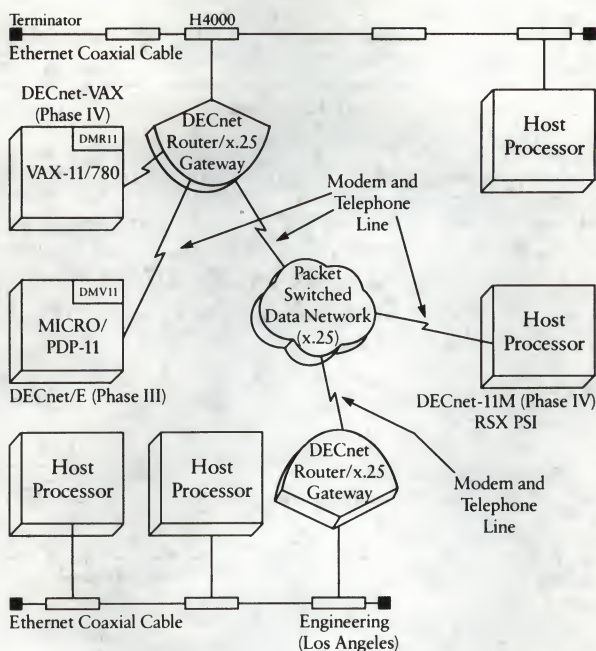 Terminator
H4000
Ethernet Coaxial Cable
DECnet-VAX
(Phase IV)
DMR11
VAX-11/780
DECnet
Router/x.25
Gateway
Host
Processor
Modem and
Telephone
Line
DMV11
MICRO/
PDP-11
DECnet/E (Phase III)
Packet
Switched
Data Network
(x.25)
Host
Processor
DECnet-11M (Phase IV)
RSX PSI
Host
Processor
Host
Processor
DECnet
Router/x.25
Gateway
Modem and
Telephone
Line
Ethernet Coaxial Cable
Engineering
(Los Angeles)